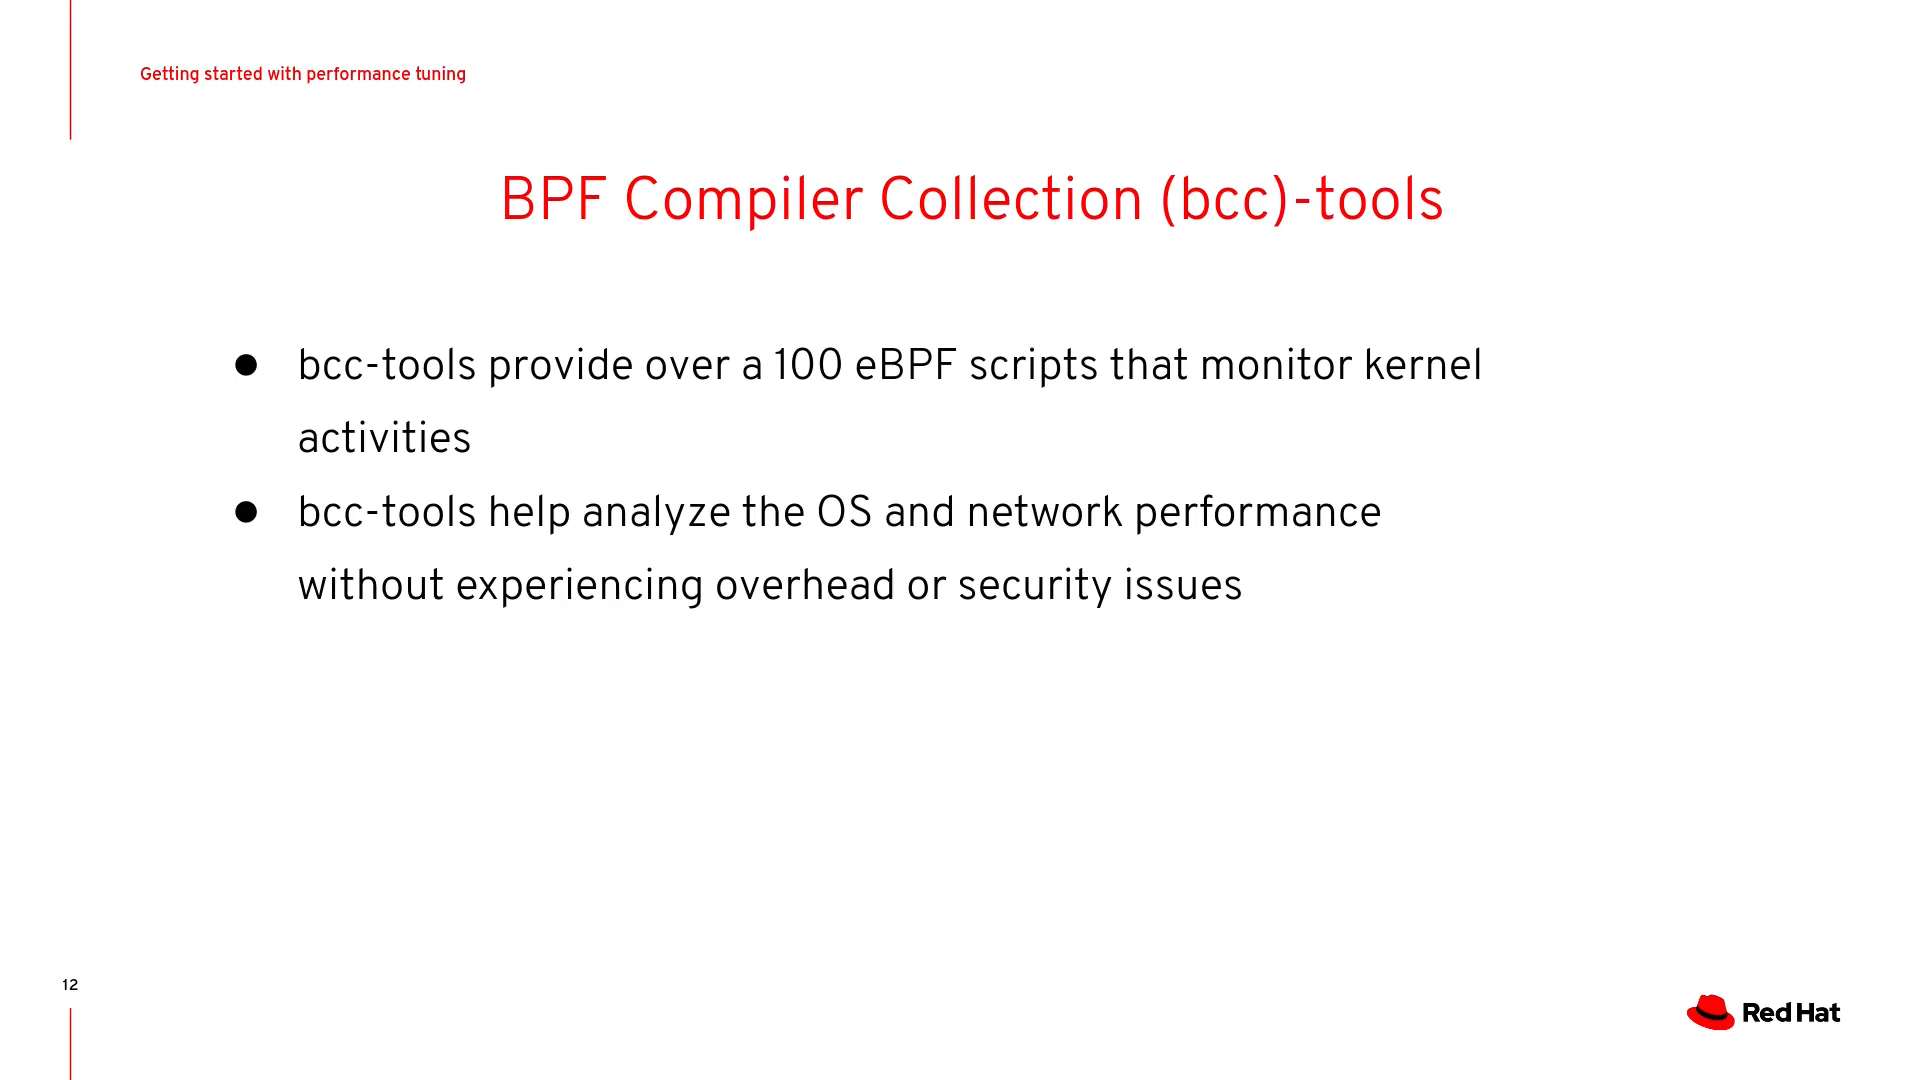 Getting started with performance tuning
BPF Compiler Collection (bcc)-tools
● bcc-tools provide over a 100 eBPF scripts that monitor kernel
activities
● bcc-tools help analyze the OS and network performance
without experiencing overhead or security issues
12
Red Hat